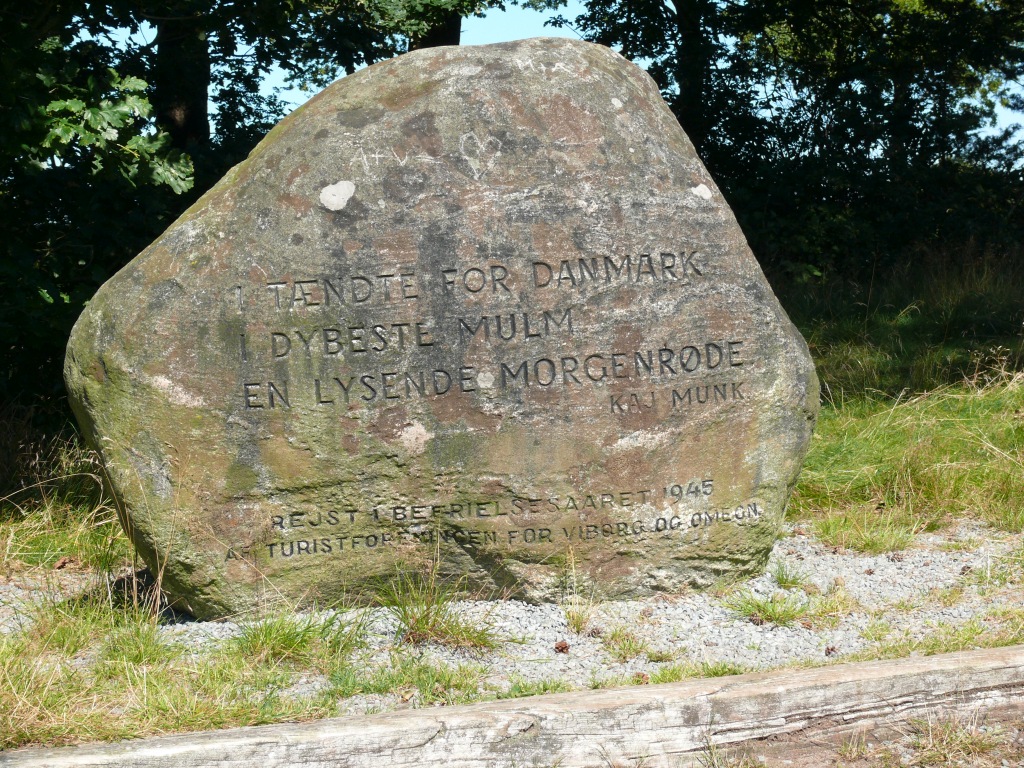 I TÆNDTE FOR DANMARK
I DYBESTE MULM
EN LYSENDE MORGENRØDE
KAJ MUNK
REJST I BEFRIELSESAARET 1945
AF TURISTFORENINGEN FOR VIBORG OG OMEGN.